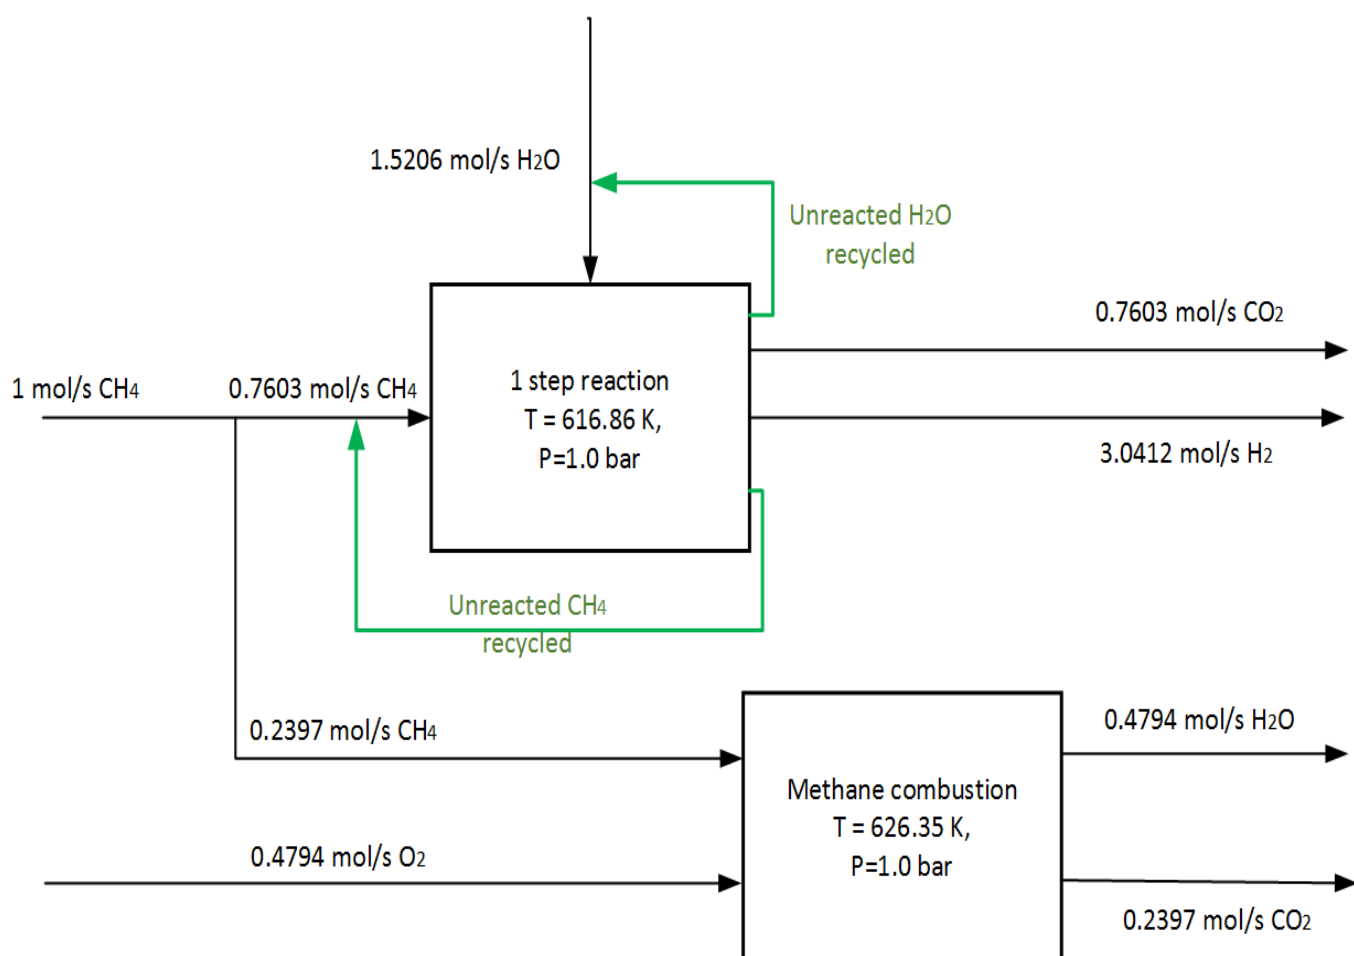 1.5206 mol/s H2O
Unreacted H2O
recycled
0.7603 mol/s CO2
1 mol/s CH4
0.7603 mol/s CH4
1 step reaction
T = 616.86 K,
P=1.0 bar
3.0412 mol/s H2
Unreacted CH4
recycled
0.2397 mol/s CH4
0.4794 mol/s H2O
Methane combustion
T = 626.35 K,
P=1.0 bar
0.4794 mol/s O2
0.2397 mol/s CO2